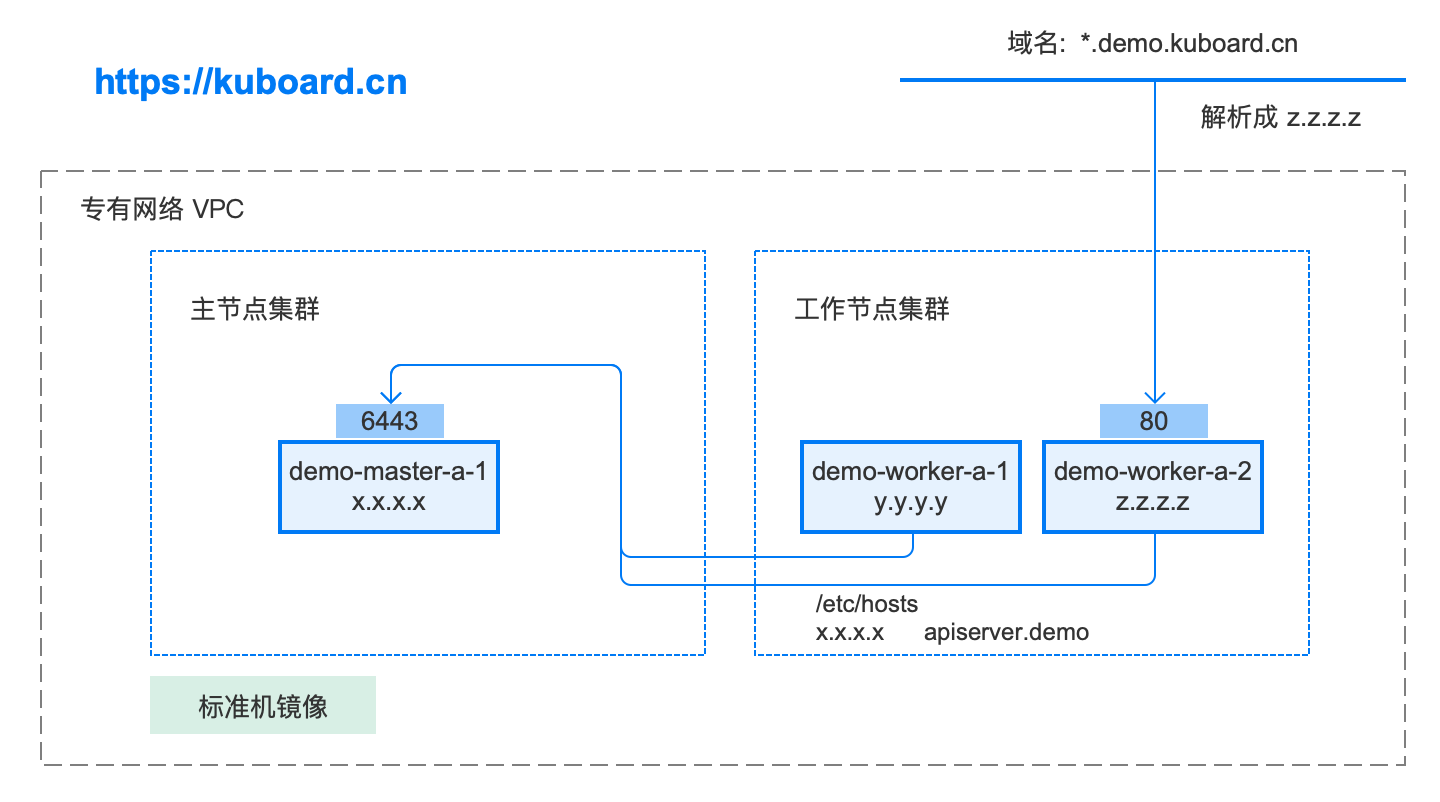 域名: *.demo.kuboard.cn
https://kuboard.cn
解析成 z.z.z.z
专有网络 VPC
主节点集群
工作节点集群
6443
80
demo-master-a-1
x.x.x.x
demo-worker-a-1
y.y.y.y
demo-worker-a-2
z.z.z.z
/etc/hosts
x.x.x.x apiserver.demo
标准机镜像